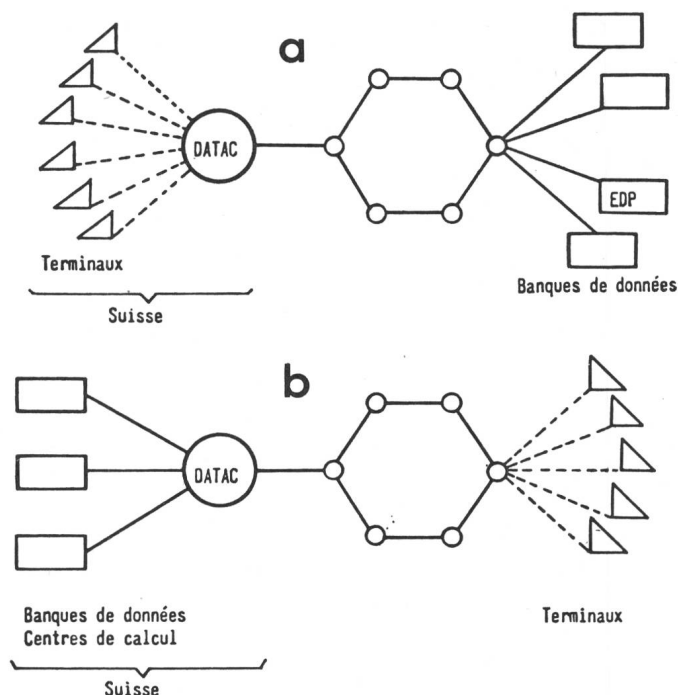 a
DATAC
EDP
Terminaux
Banques de données
Suisse
b
DATAC
Banques de données
Centres de calcul
Terminaux
Suisse